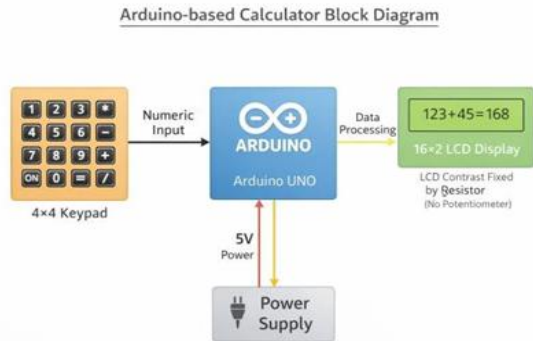 Arduino-based Calculator Block Diagram
1 2 3 *
4 5 6 −
7 8 9 +
ON 0 = /
4×4 Keypad
Numeric
Input
ARDUINO
Arduino UNO
Data
Processing
123+45=168
16×2 LCD Display
LCD Contrast Fixed
by Resistor
(No Potentiometer)
5V
Power
Power
Supply